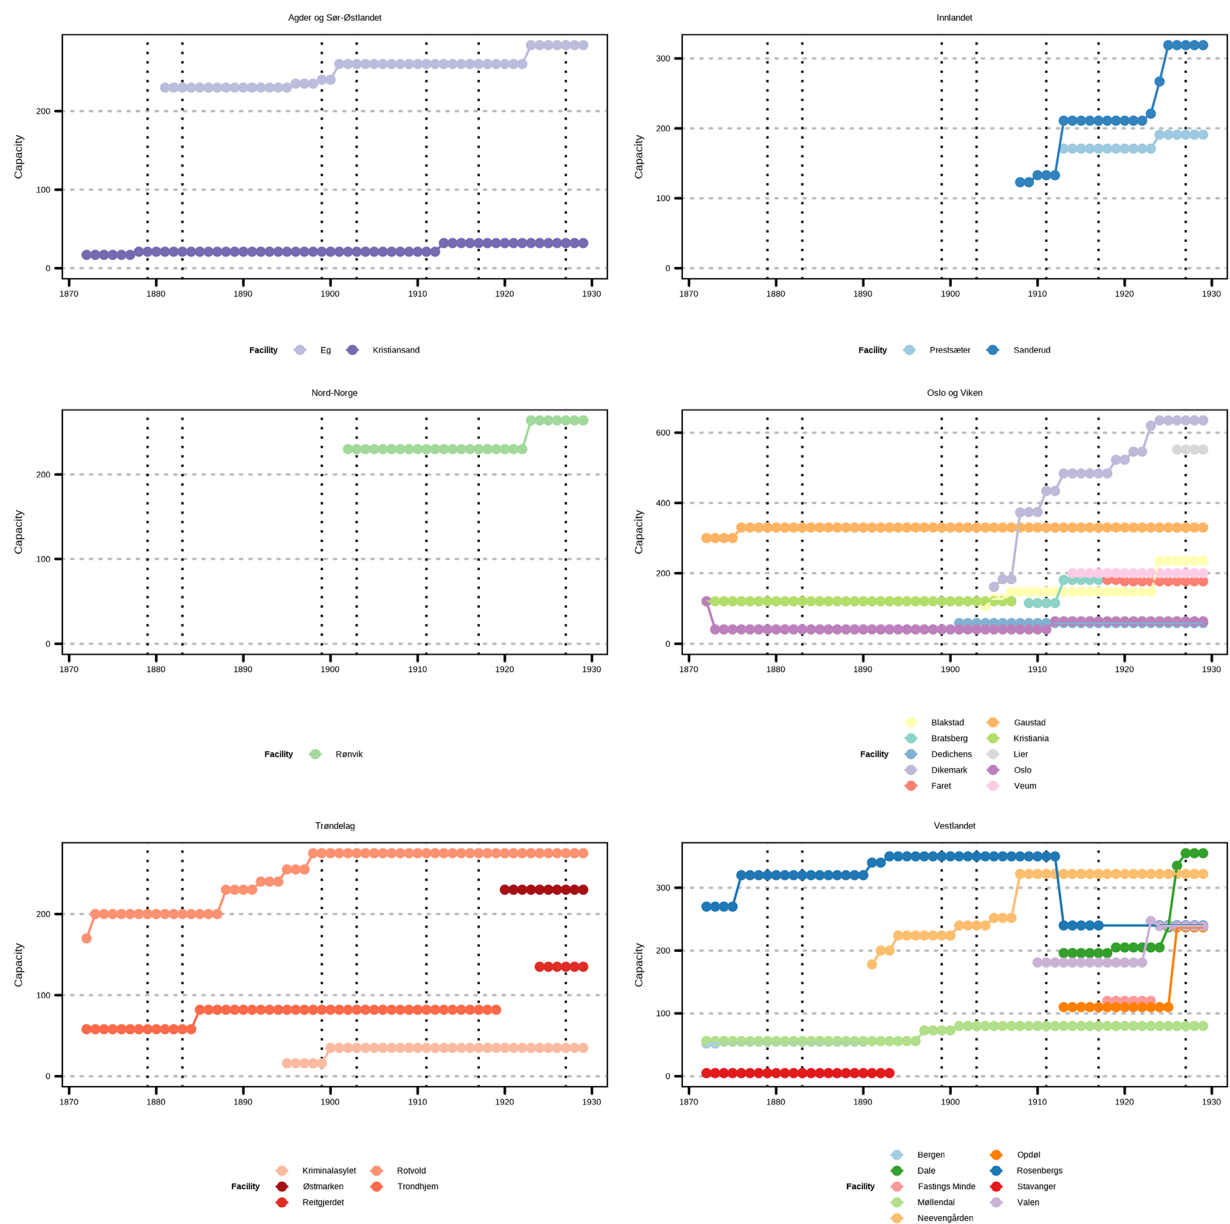 Agder og Sør-Østlandet
Capacity
200
100
0
1870 1880 1890 1900 1910 1920 1930
Facility Eg Kristiansand
Innlandet
Capacity
300
200
100
0
1870 1880 1890 1900 1910 1920 1930
Facility Prestsæter Sanderud
Nord-Norge
Capacity
200
100
0
1870 1880 1890 1900 1910 1920 1930
Facility Rønvik
Oslo og Viken
Capacity
600
400
200
0
1870 1880 1890 1900 1910 1920 1930
Blakstad Gaustad
Bratsberg Kristiania
Facility Dedichens Lier
Dikemark Oslo
Faret Veum
Trøndelag
Capacity
200
100
0
1870 1880 1890 1900 1910 1920 1930
Kriminalasylet Rotvold
Facility Østmarken Trondhjem
Reitgjerdet
Vestlandet
Capacity
300
200
100
0
1870 1880 1890 1900 1910 1920 1930
Bergen Opdøl
Dale Rosenbergs
Facility Fastings Minde Stavanger
Møllendal Valen
Neevengården